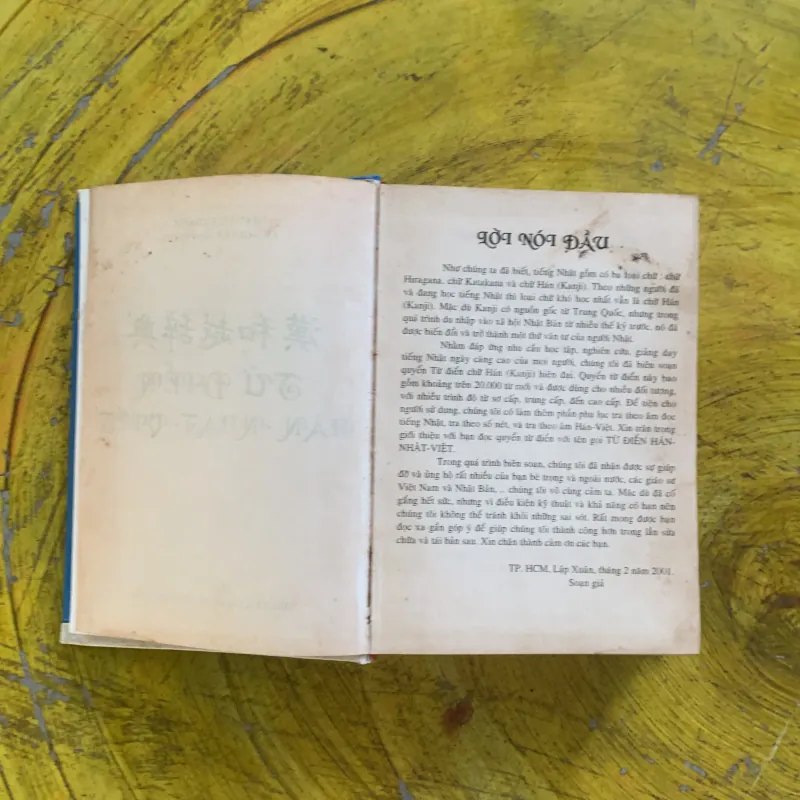 LỜI NÓI ĐẦU
Như chúng ta đã biết, tiếng Nhật gồm có ba loại chữ : chữ
Hiragana, chữ Katakana và chữ Hán (Kanji). Theo những người đã
và đang học tiếng Nhật thì loại chữ khó học nhất vẫn là chữ Hán
(Kanji). Mặc dù Kanji có nguồn gốc từ Trung Quốc, nhưng trong
quá trình du nhập vào xã hội Nhật Bản từ nhiều thế kỷ trước, nó đã
được biến đổi và trở thành một thứ văn tự của người Nhật.
Nhằm đáp ứng nhu cầu học tập, nghiên cứu, giảng dạy
tiếng Nhật ngày càng cao của mọi người, chúng tôi đã biên soạn
quyển Từ điển chữ Hán (Kanji) hiện đại. Quyển từ điển này bao
gồm khoảng trên 20.000 từ mới và được dùng cho nhiều đối tượng,
với nhiều trình độ từ sơ cấp, trung cấp, đến cao cấp. Để tiện cho
người sử dụng, chúng tôi có làm thêm phần phụ lục tra theo âm đọc
tiếng Nhật, tra theo số nét, và tra theo âm Hán-Việt. Xin trân trọng
giới thiệu với bạn đọc quyển từ điển với tên gọi TỪ ĐIỂN HÁN-
NHẬT-VIỆT.
Trong quá trình biên soạn, chúng tôi đã nhận được sự giúp
đỡ và ủng hộ rất nhiều của bạn bè trong và ngoài nước, các giáo sư
Việt Nam và Nhật Bản, .. chúng tôi vô cùng cảm tạ. Mặc dù đã cố
gắng hết sức, nhưng vì điều kiện kỹ thuật và khả năng có hạn nên
chúng tôi không thể tránh khỏi những sai sót. Rất mong được bạn
đọc xa gần góp ý để giúp chúng tôi thành công hơn trong lần sửa
chữa và tái bản sau. Xin chân thành cảm ơn các bạn.
TP. HCM, Lập Xuân, tháng 2 năm 2001.
Soạn giả